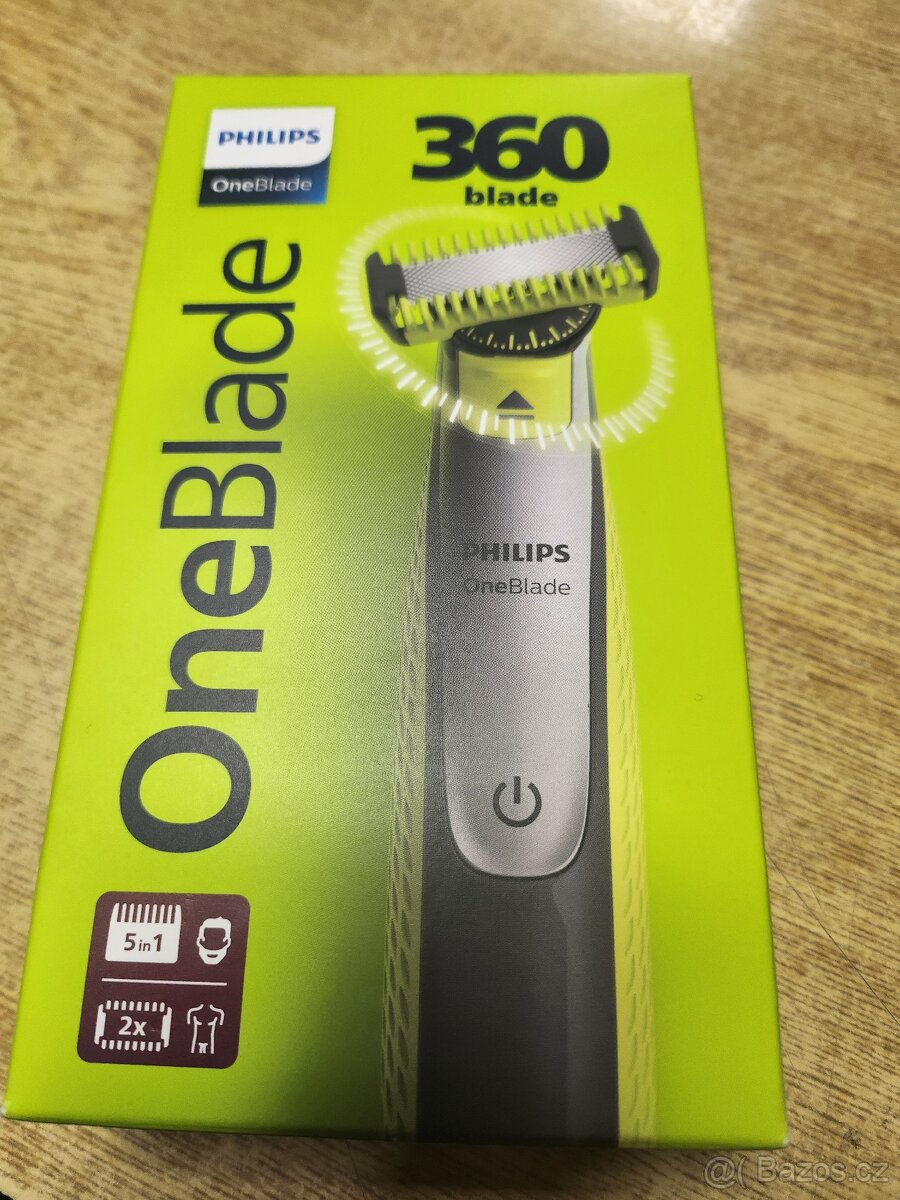 PHILIPS
OneBlade
360
blade
OneBlade
PHILIPS
OneBlade
5in1
2x
@( Bazos.cz